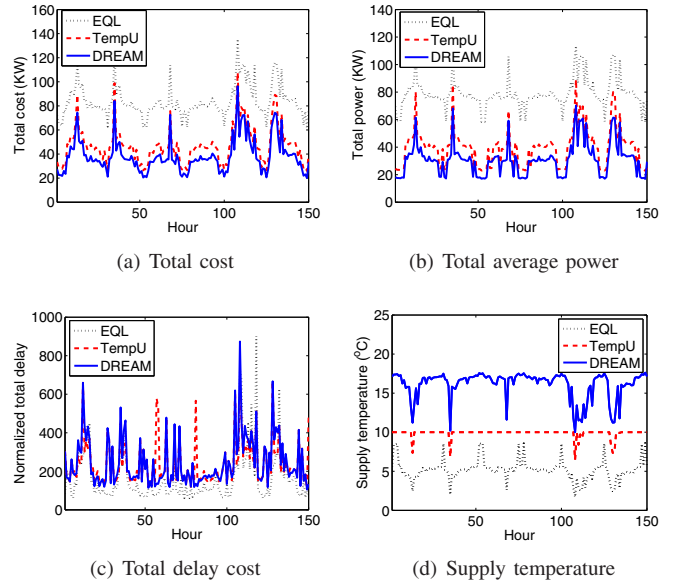 160
140
120
100
80
60
40
20
0
Total cost (KW)
EQL
TempU
DREAM
50
100
150
Hour
(a) Total cost
140
120
100
80
60
40
20
0
Total power (KW)
EQL
TempU
DREAM
50
100
150
Hour
(b) Total average power
1000
800
600
400
200
0
Normalized total delay
EQL
TempU
DREAM
50
100
150
Hour
(c) Total delay cost
25
20
15
10
5
0
Supply temperature (°C)
EQL
TempU
DREAM
50
100
150
Hour
(d) Supply temperature